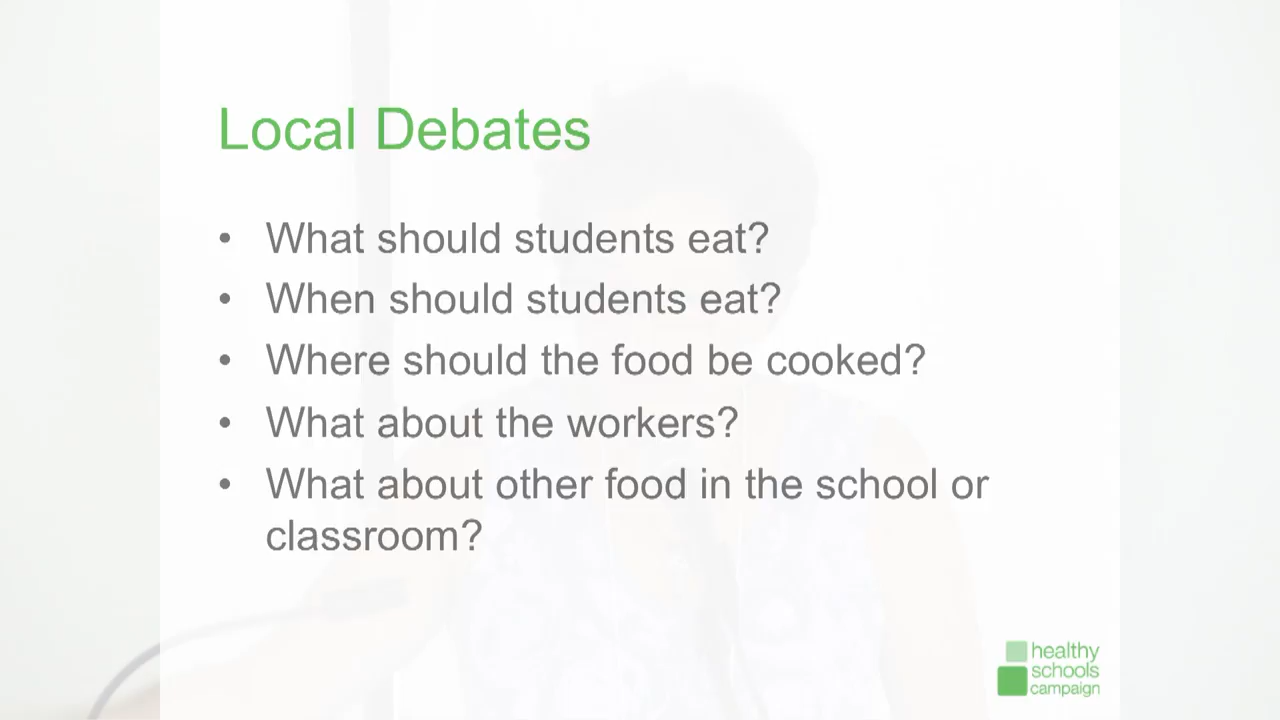 Local Debates
• What should students eat?
• When should students eat?
• Where should the food be cooked?
• What about the workers?
• What about other food in the school or
classroom?
healthy
schools
campaign